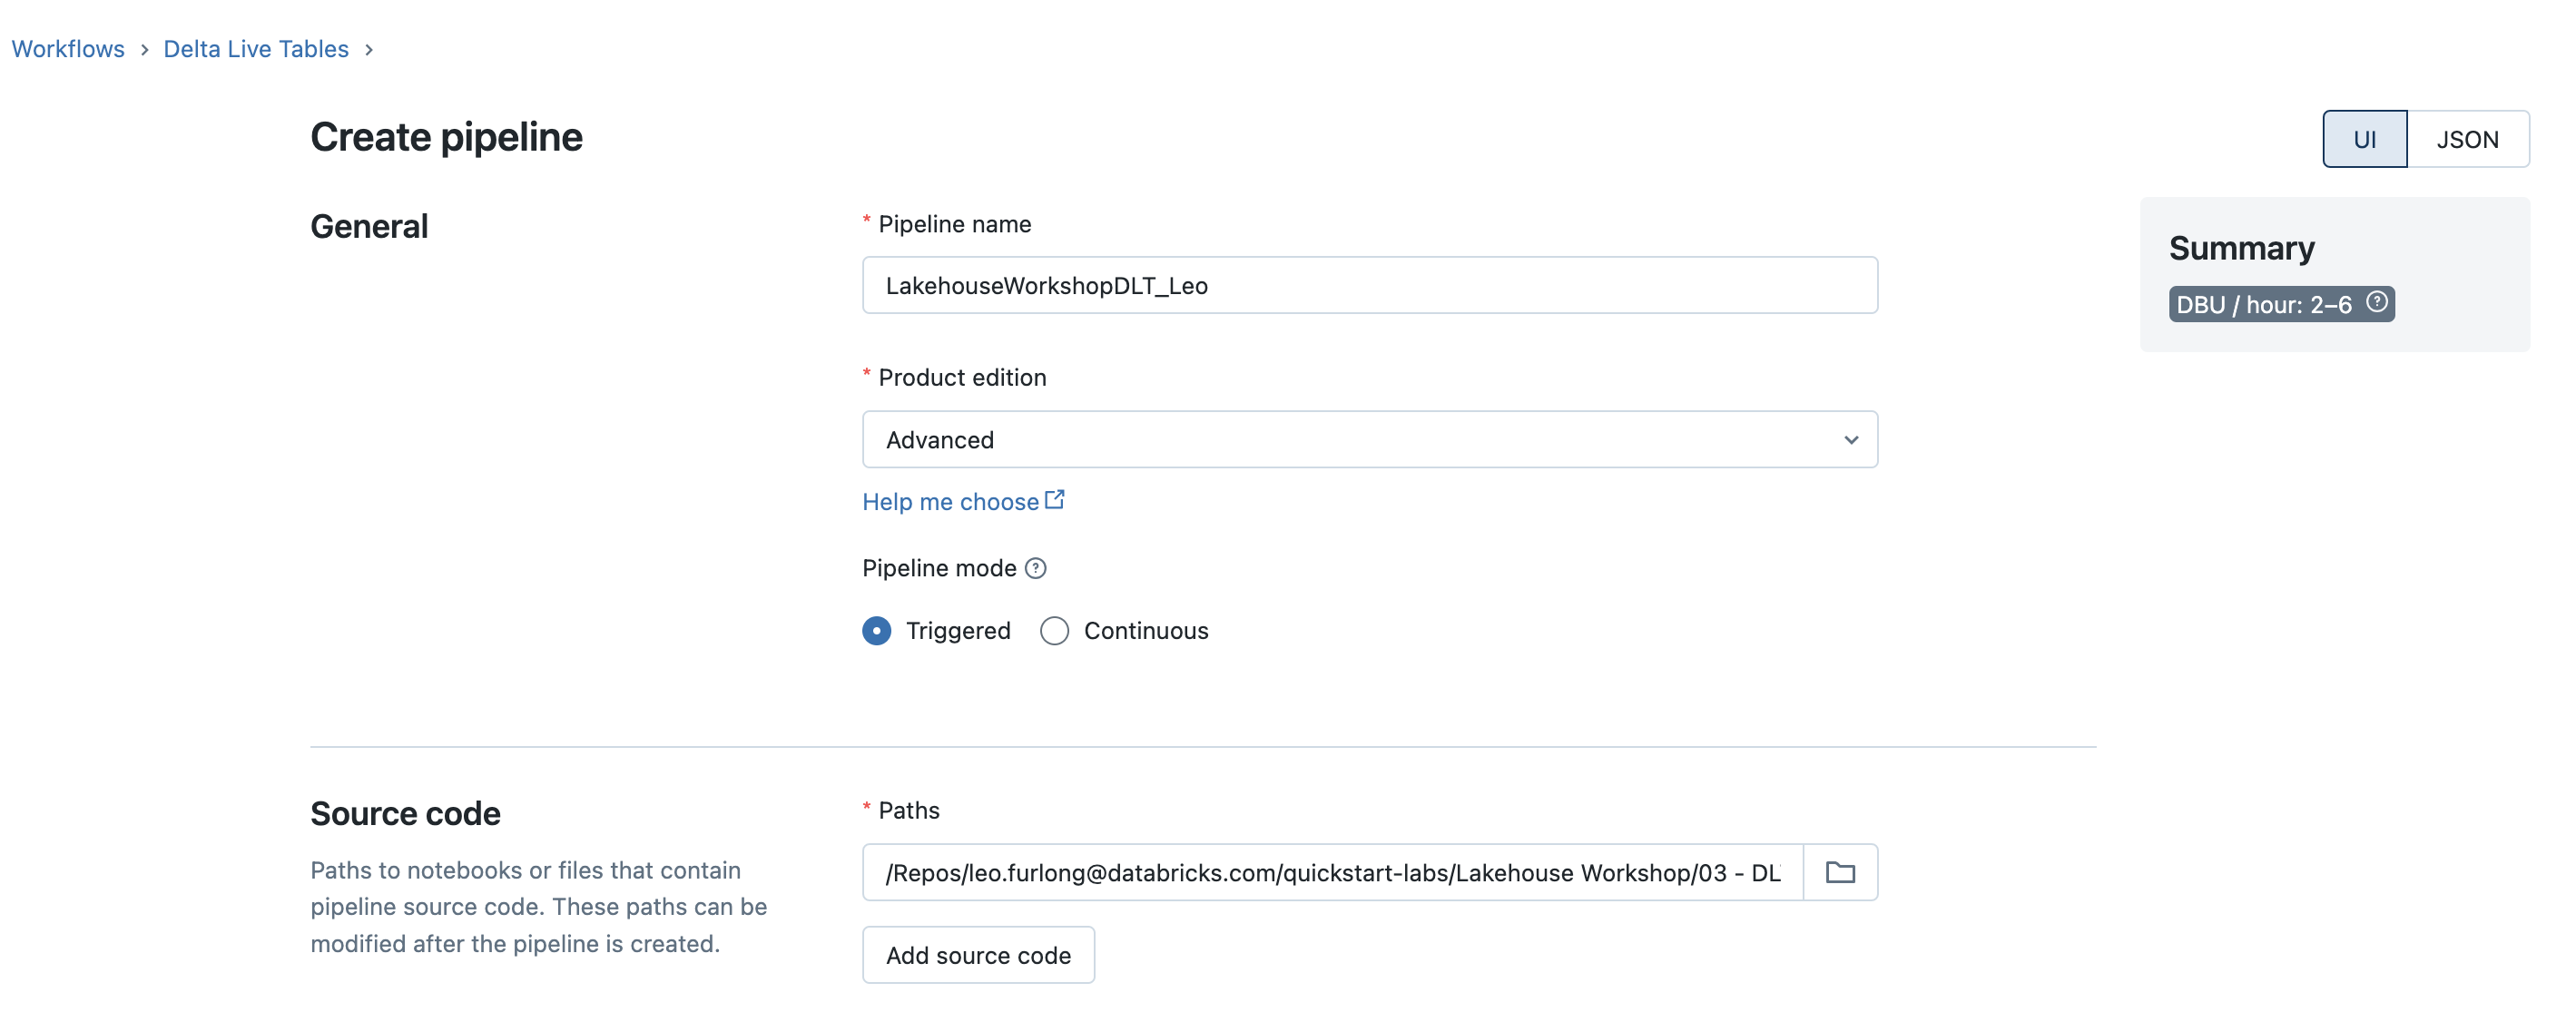 Workflows > Delta Live Tables >
Create pipeline
UI
JSON
General
* Pipeline name
LakehouseWorkshopDLT_Leo
Summary
DBU / hour: 2–6 ?
* Product edition
Advanced
Help me choose
Pipeline mode ?
Triggered
Continuous
Source code
Paths to notebooks or files that contain
pipeline source code. These paths can be
modified after the pipeline is created.
* Paths
/Repos/leo.furlong@databricks.com/quickstart-labs/Lakehouse Workshop/03 - DL
Add source code